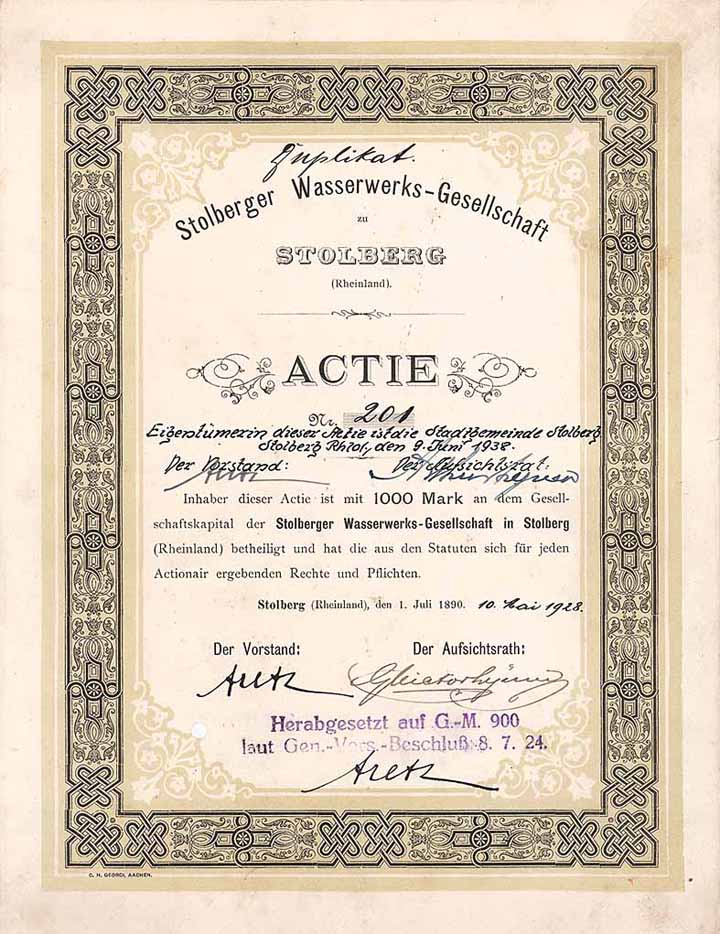 Duplikat.
Stolberger Wasserwerks-Gesellschaft
zu
STOLBERG
(Rheinland).
ACTIE
Nr. 201
Eigentümerin dieser Aktie ist die Stadtgemeinde Stolberg.
Stolberg Rhld., den 9. Juni 1938.
Der Vorstand: Der Aufsichtsrat:
Aretz
Inhaber dieser Actie ist mit 1000 Mark an dem Gesell-
schaftskapital der Stolberger Wasserwerks-Gesellschaft in Stolberg
(Rheinland) betheiligt und hat die aus den Statuten sich für jeden
Actionair ergebenden Rechte und Pflichten.
Stolberg (Rheinland), den 1. Juli 1890. 10. Mai 1928.
Der Vorstand: Der Aufsichtsrath:
Aretz
Herabgesetzt auf G.-M. 900
laut Gen.-Vers.-Beschluß 8. 7. 24.
Aretz
C. H. GEORGI, AACHEN.